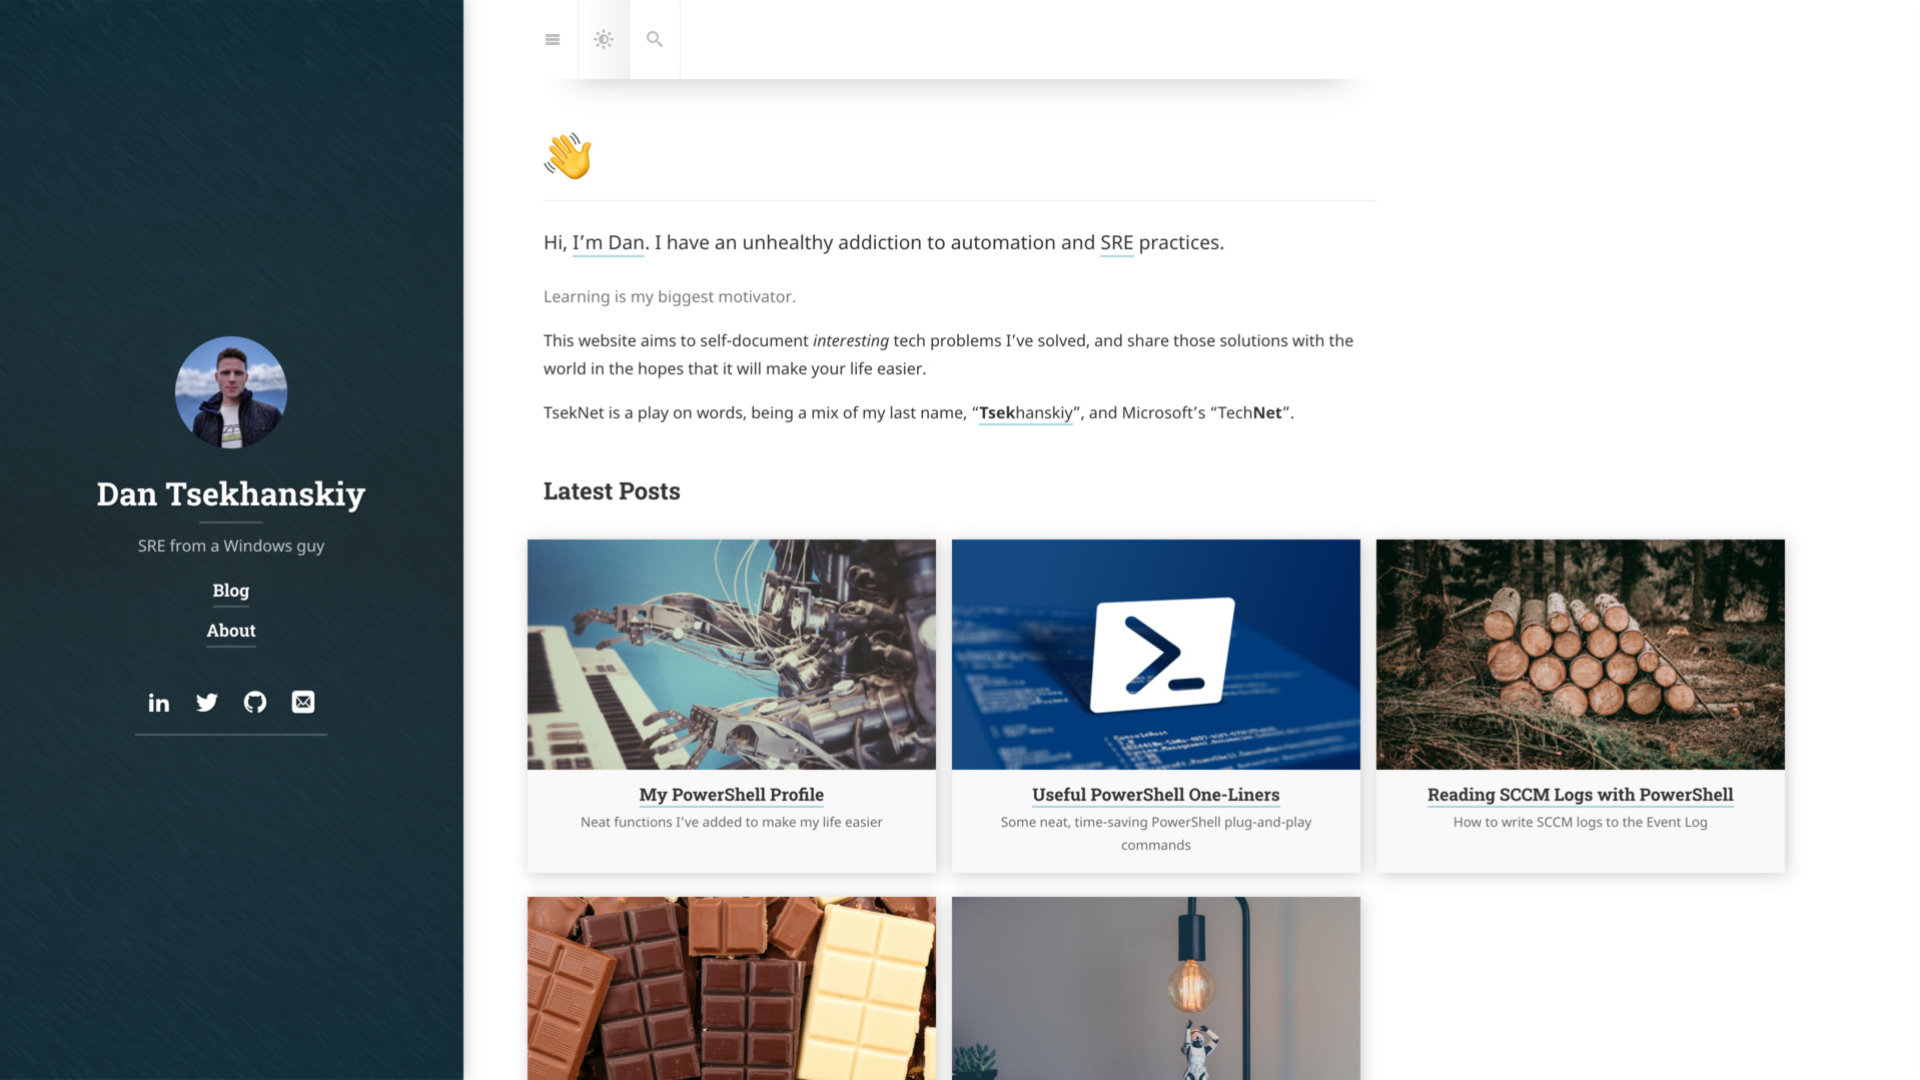 Dan Tsekhanskiy
SRE from a Windows guy
Blog
About
Hi, I’m Dan. I have an unhealthy addiction to automation and SRE practices.
Learning is my biggest motivator.
This website aims to self-document interesting tech problems I’ve solved, and share those solutions with the
world in the hopes that it will make your life easier.
TsekNet is a play on words, being a mix of my last name, “Tsekhanskiy”, and Microsoft’s “TechNet”.
Latest Posts
My PowerShell Profile
Neat functions I’ve added to make my life easier
Useful PowerShell One-Liners
Some neat, time-saving PowerShell plug-and-play
commands
Reading SCCM Logs with PowerShell
How to write SCCM logs to the Event Log